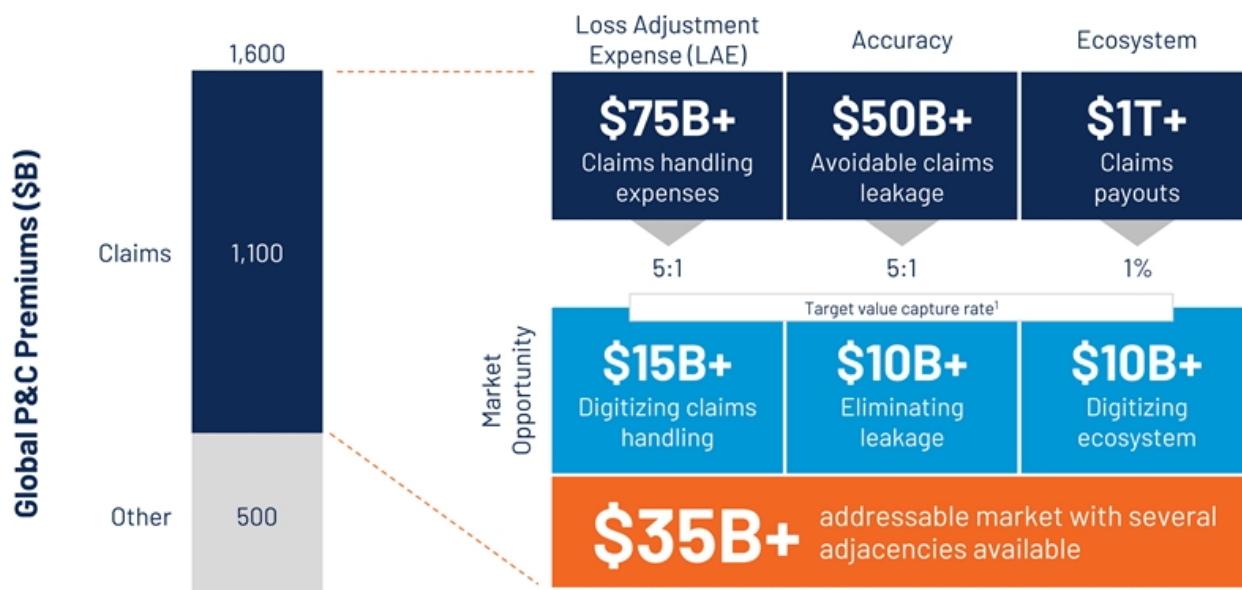 Global P&C Premiums ($B)
1,600
Claims
1,100
Other
500
Loss Adjustment
Expense (LAE)
Accuracy
Ecosystem
$75B+
Claims handling
expenses
$50B+
Avoidable claims
leakage
$1T+
Claims
payouts
5:1
5:1
1%
Target value capture rate¹
Market
Opportunity
$15B+
Digitizing claims
handling
$10B+
Eliminating
leakage
$10B+
Digitizing
ecosystem
$35B+
addressable market with several
adjacencies available